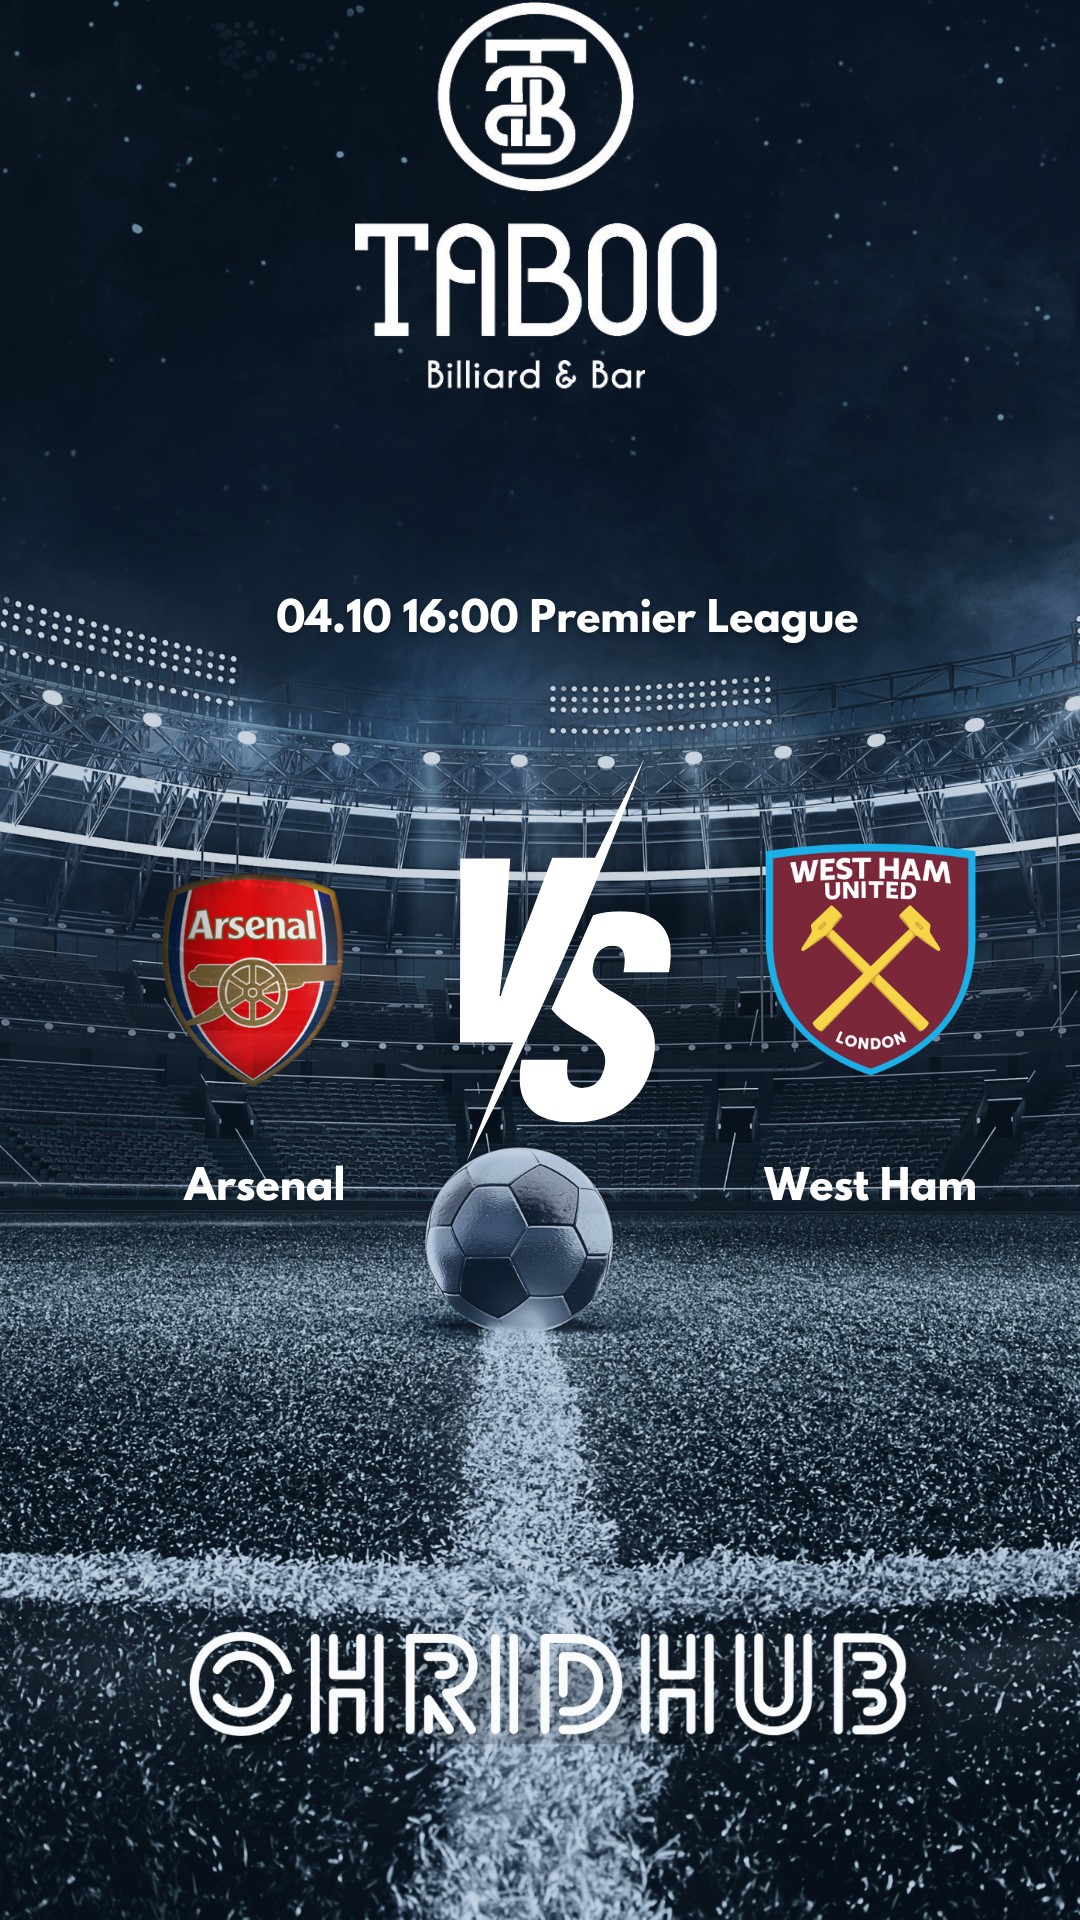 TB
TABOO
Billiard & Bar
04.10 16:00 Premier League
VS
Arsenal
WEST HAM
UNITED
LONDON
Arsenal
West Ham
OHRIDHUB